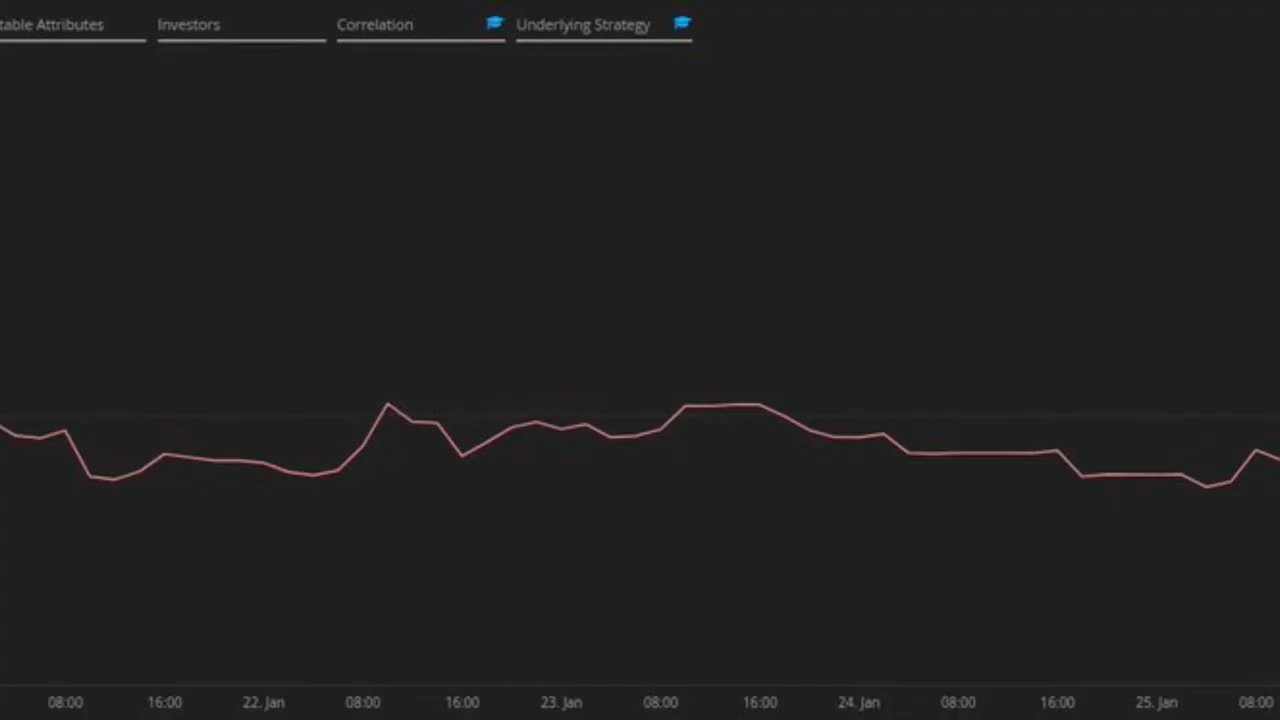 table Attributes Investors Correlation Underlying Strategy
08:00 16:00 22. Jan 08:00 16:00 23. Jan 08:00 16:00 24. Jan 08:00 16:00 25. Jan 08:00